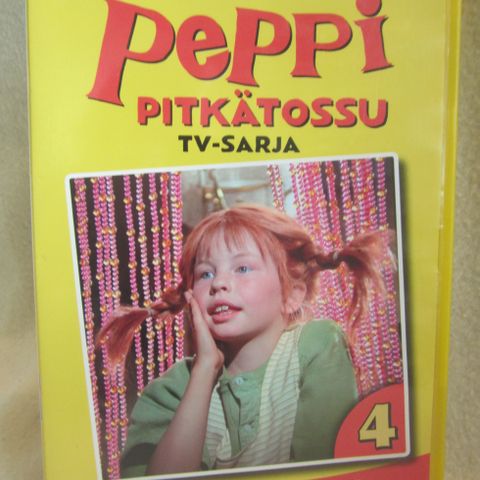 PePPi
PITKÄTOSSU
TV-SARJA
4